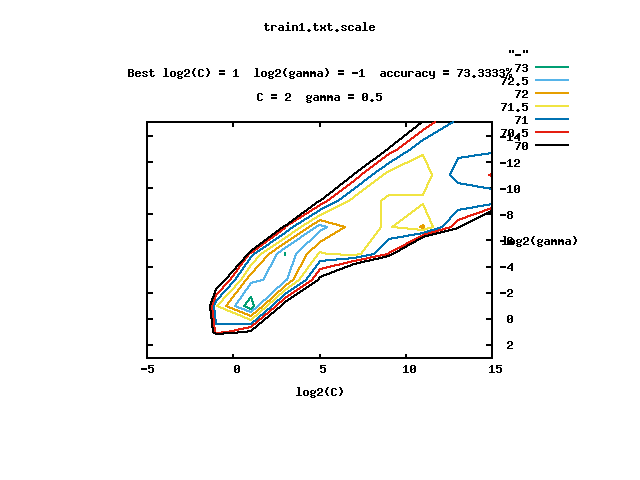 train1.txt.scale
"-"
Best log2(C) = 1 log2(gamma) = -1 accuracy = 73.3333%
73
72.5
C = 2 gamma = 0.5
72
71.5
71
70.5
70
-14
-12
-10
-8
-6
log2(gamma)
-4
-2
0
2
-5 0 5 10 15
log2(C)